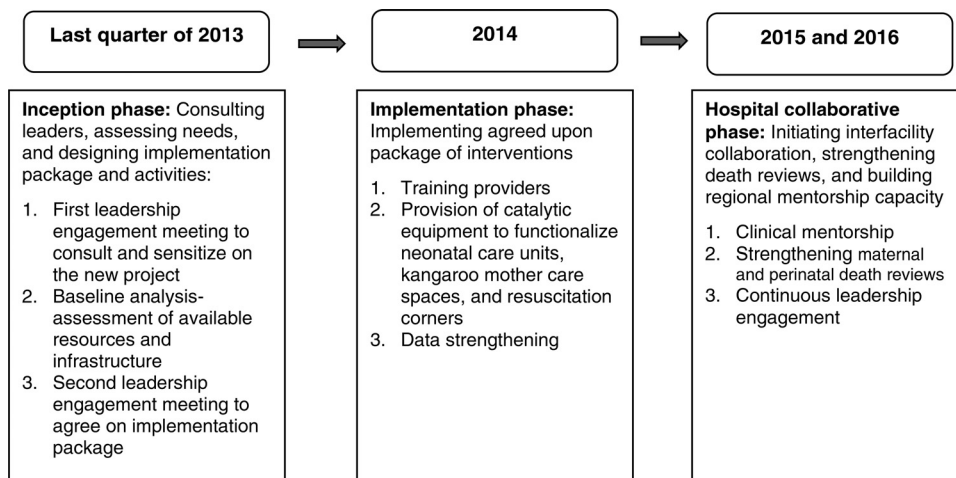 Last quarter of 2013
2014
2015 and 2016
Inception phase: Consulting
leaders, assessing needs,
and designing implementation
package and activities:
1. First leadership
engagement meeting to
consult and sensitize on
the new project
2. Baseline analysis-
assessment of available
resources and
infrastructure
3. Second leadership
engagement meeting to
agree on implementation
package
Implementation phase:
Implementing agreed upon
package of interventions
1. Training providers
2. Provision of catalytic
equipment to functionalize
neonatal care units,
kangaroo mother care
spaces, and resuscitation
corners
3. Data strengthening
Hospital collaborative
phase: Initiating interfacility
collaboration, strengthening
death reviews, and building
regional mentorship capacity
1. Clinical mentorship
2. Strengthening maternal
and perinatal death reviews
3. Continuous leadership
engagement